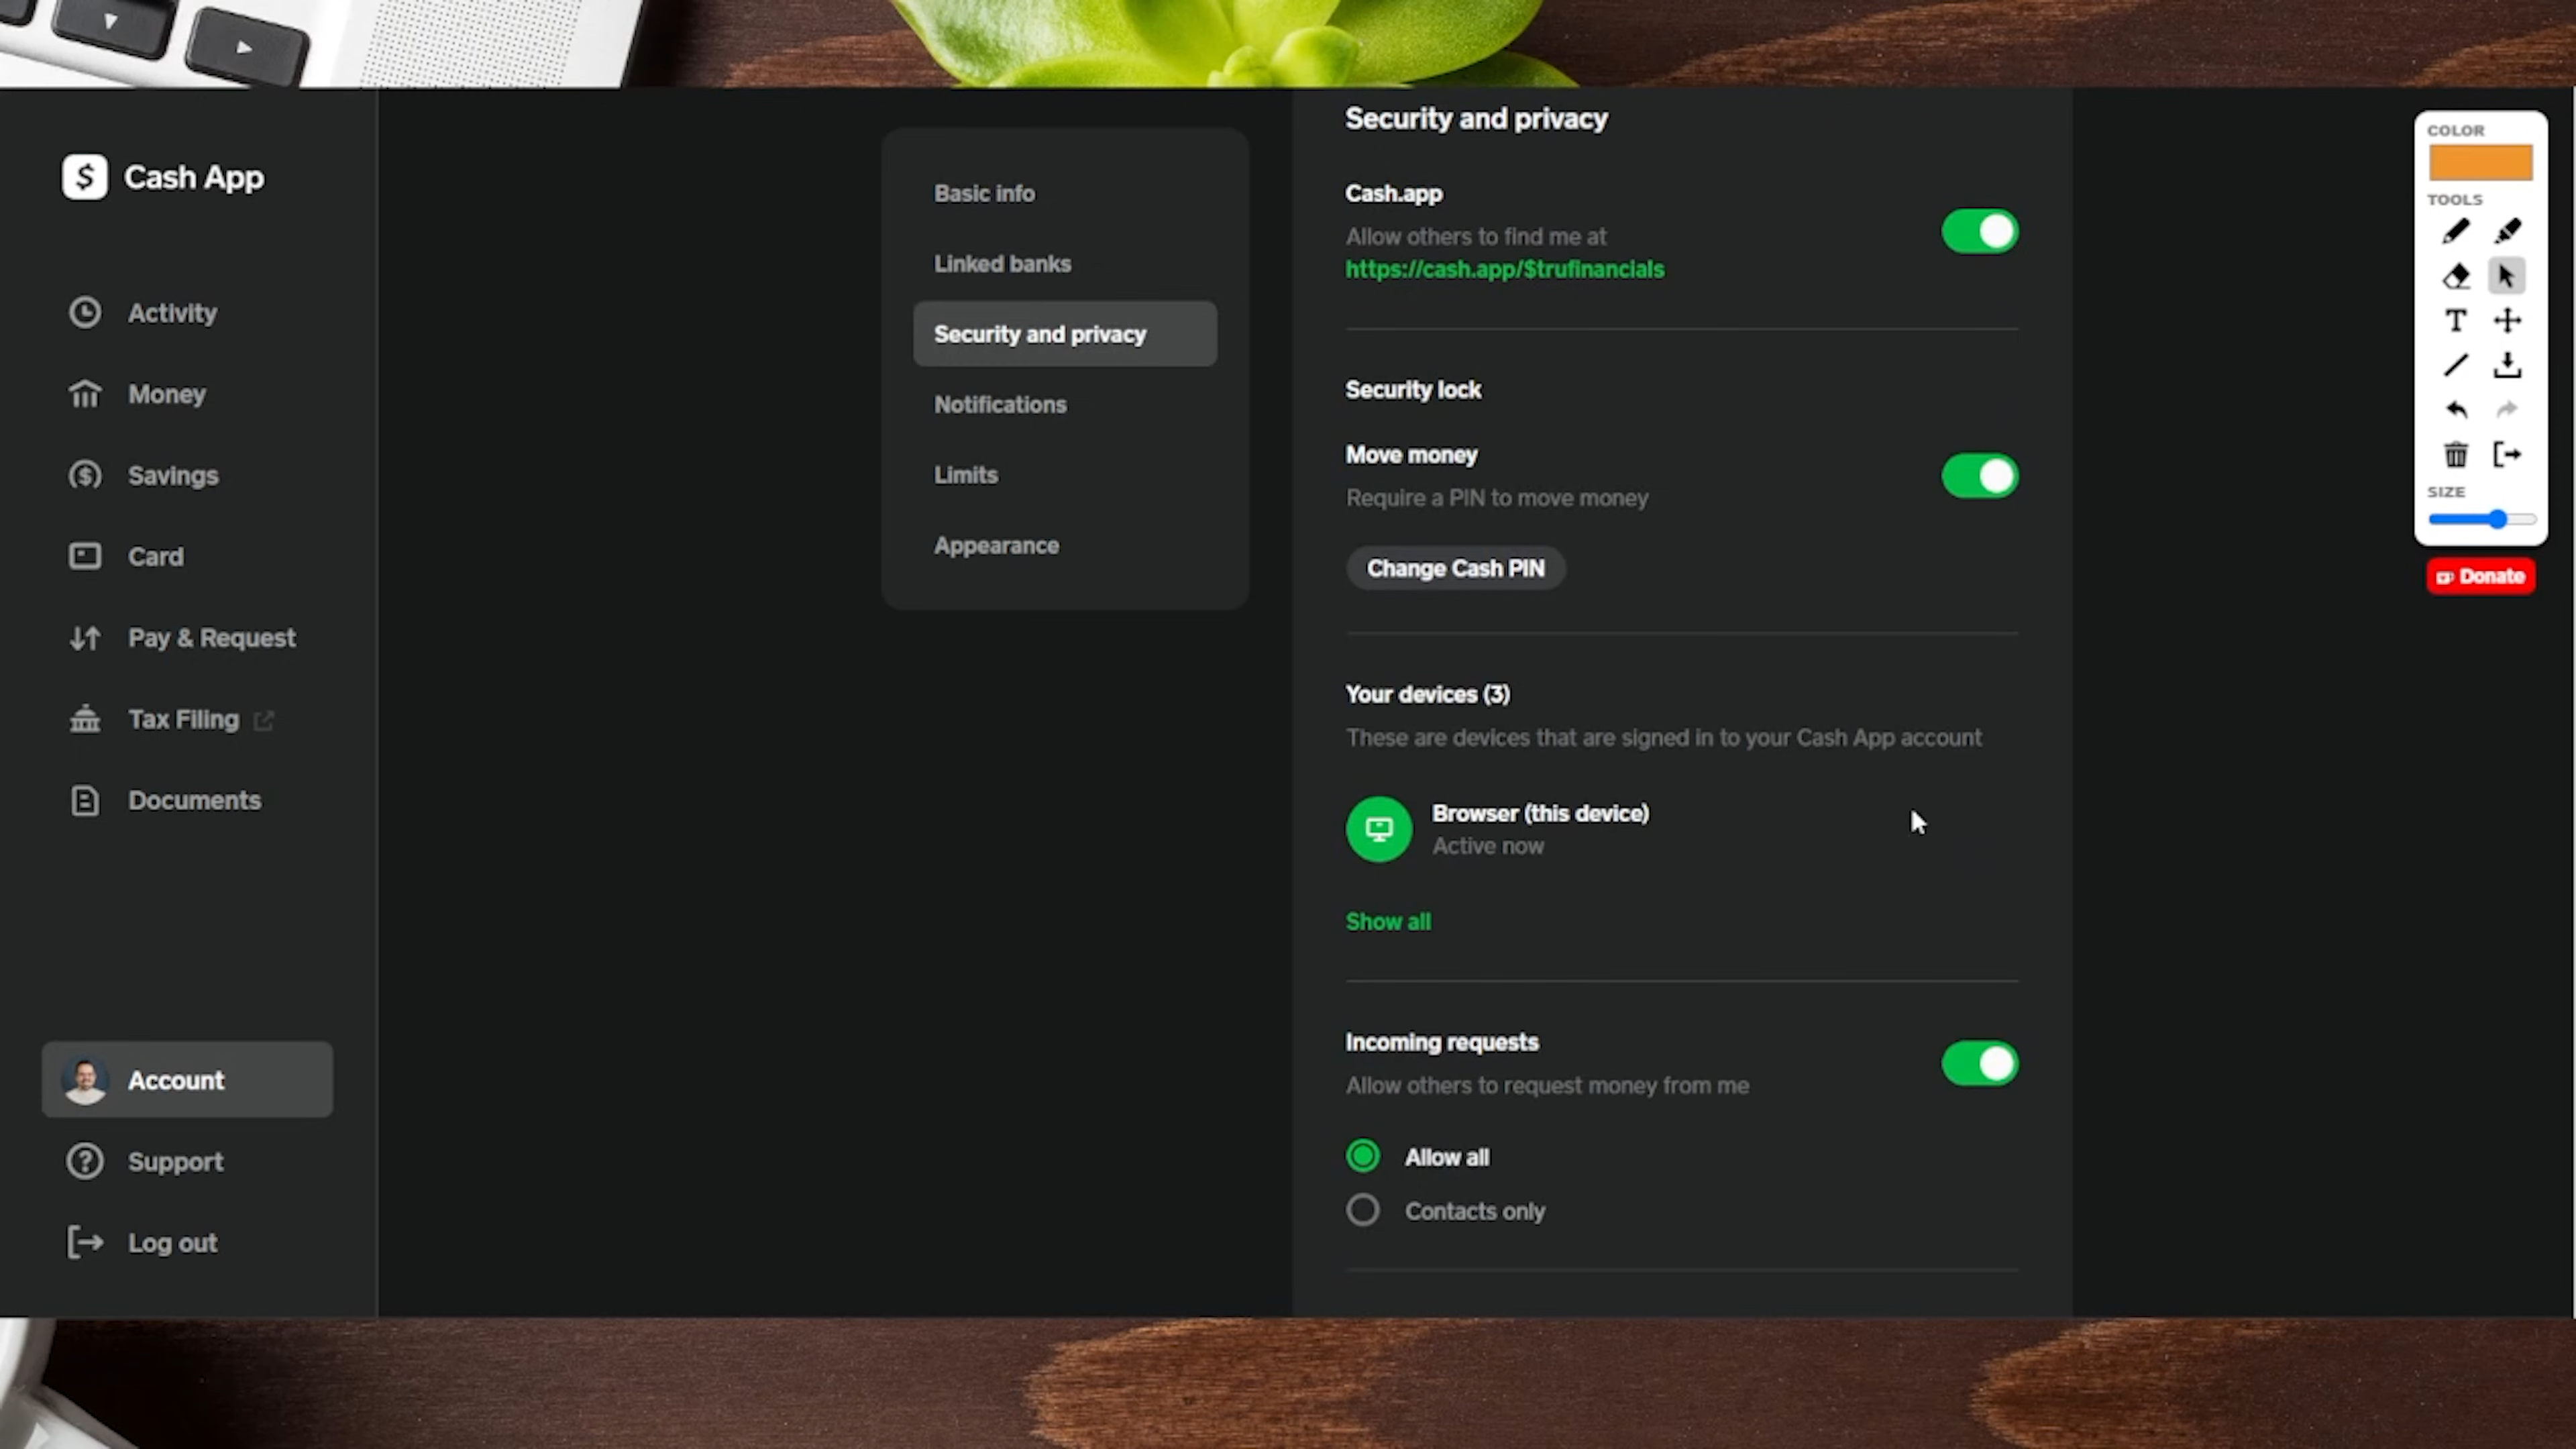 $ Cash App
Activity
Money
Savings
Card
Pay & Request
Tax Filing
Documents
Account
Support
Log out
Basic info
Linked banks
Security and privacy
Notifications
Limits
Appearance
Security and privacy
Cash.app
Allow others to find me at
https://cash.app/$trufinancials
Security lock
Move money
Require a PIN to move money
Change Cash PIN
Your devices (3)
These are devices that are signed in to your Cash App account
Browser (this device)
Active now
Show all
Incoming requests
Allow others to request money from me
Allow all
Contacts only
COLOR
TOOLS
T
SIZE
Donate